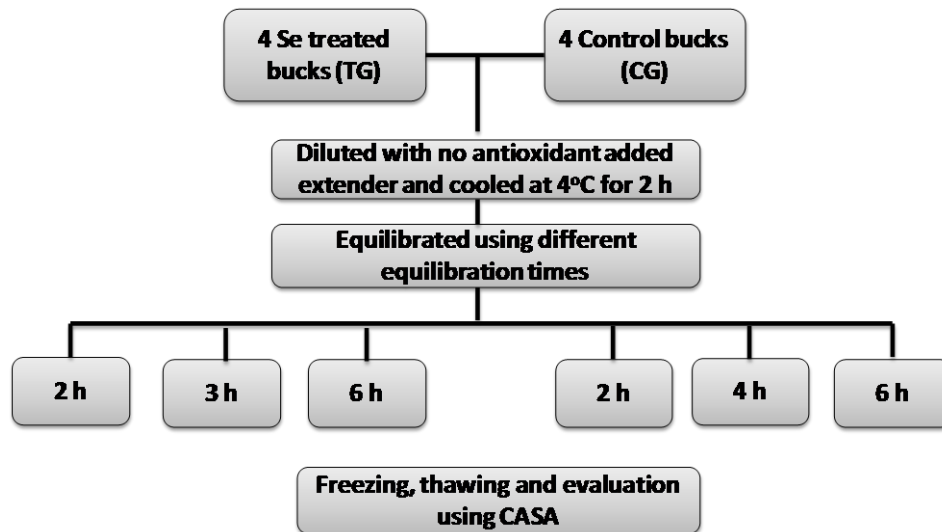 4 Se treated
bucks (TG)
4 Control bucks
(CG)
Diluted with no antioxidant added
extender and cooled at 4ºC for 2 h
Equilibrated using different
equilibration times
2 h
3 h
6 h
2 h
4 h
6 h
Freezing, thawing and evaluation
using CASA